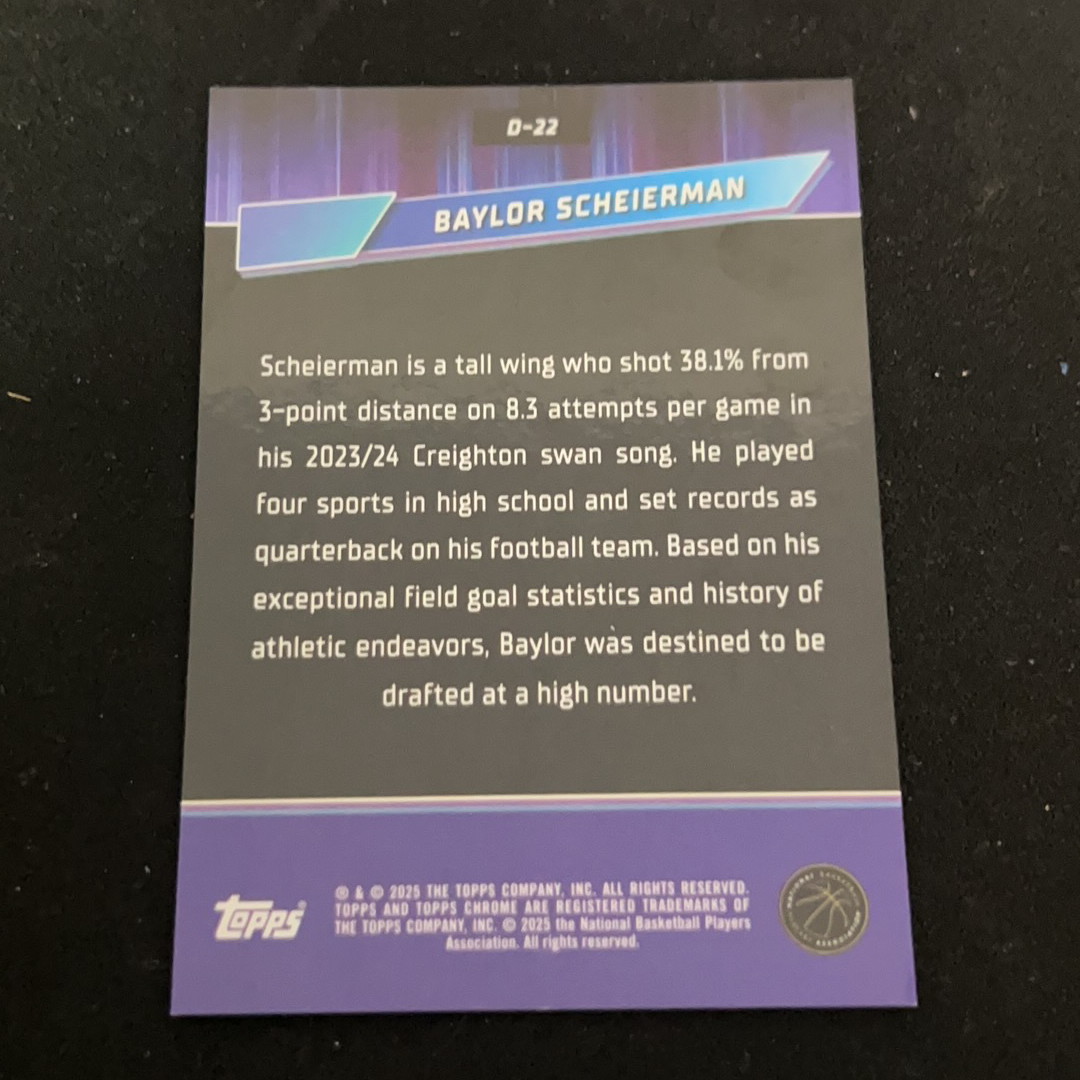 D-22
BAYLOR SCHEIERMAN
Scheierman is a tall wing who shot 38.1% from
3-point distance on 8.3 attempts per game in
his 2023/24 Creighton swan song. He played
four sports in high school and set records as
quarterback on his football team. Based on his
exceptional field goal statistics and history of
athletic endeavors, Baylor was destined to be
drafted at a high number.
Topps
® & © 2025 THE TOPPS COMPANY, INC. ALL RIGHTS RESERVED.
TOPPS AND TOPPS CHROME ARE REGISTERED TRADEMARKS OF
THE TOPPS COMPANY, INC. © 2025 the National Basketball Players
Association. All rights reserved.